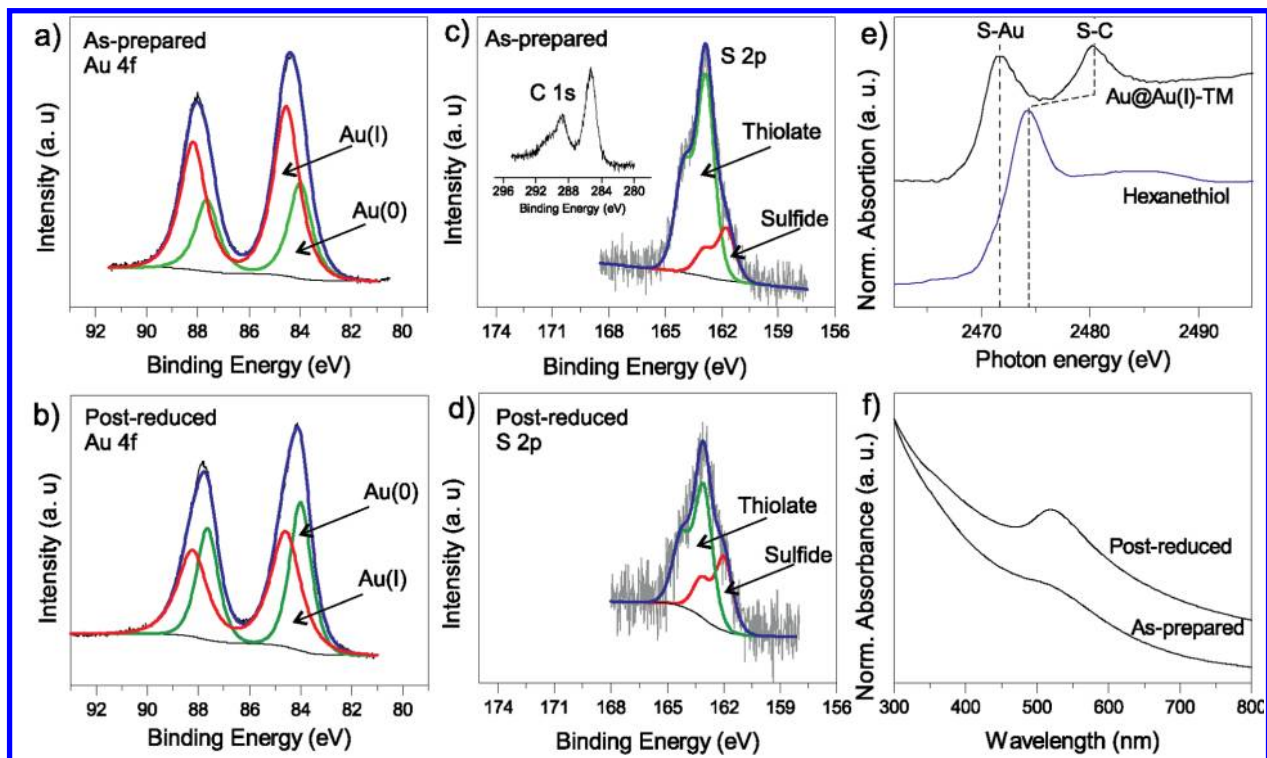 a)
As-prepared
Au 4f
Au(I)
Au(0)
Intensity (a. u)
92 90 88 86 84 82 80
Binding Energy (eV)
b)
Post-reduced
Au 4f
Au(0)
Au(I)
Intensity (a. u)
92 90 88 86 84 82 80
Binding Energy (eV)
c)
As-prepared
S 2p
C 1s
296 292 288 284 280
Binding Energy (eV)
Thiolate
Sulfide
Intensity (a. u)
174 171 168 165 162 159 156
Binding Energy (eV)
d)
Post-reduced
S 2p
Thiolate
Sulfide
Intensity (a. u)
174 171 168 165 162 159 156
Binding Energy (eV)
e)
S-Au
S-C
Au@Au(I)-TM
Hexanethiol
Norm. Absorption (a. u.)
2470 2480 2490
Photon energy (eV)
f)
Post-reduced
As-prepared
Norm. Absorbance (a. u.)
300 400 500 600 700 800
Wavelength (nm)